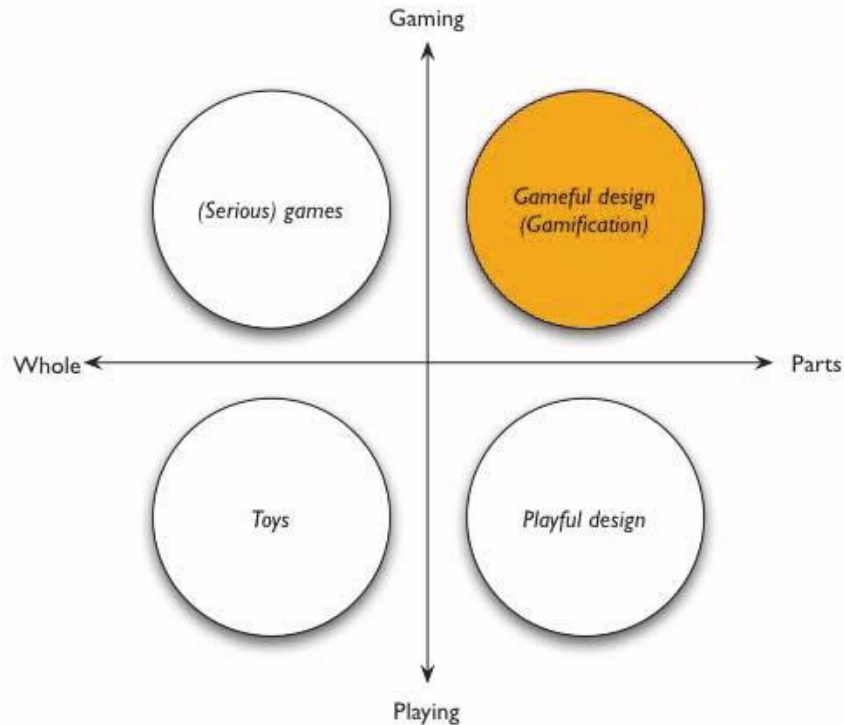 Gaming
(Serious) games
Gameful design
(Gamification)
Whole
Parts
Toys
Playful design
Playing